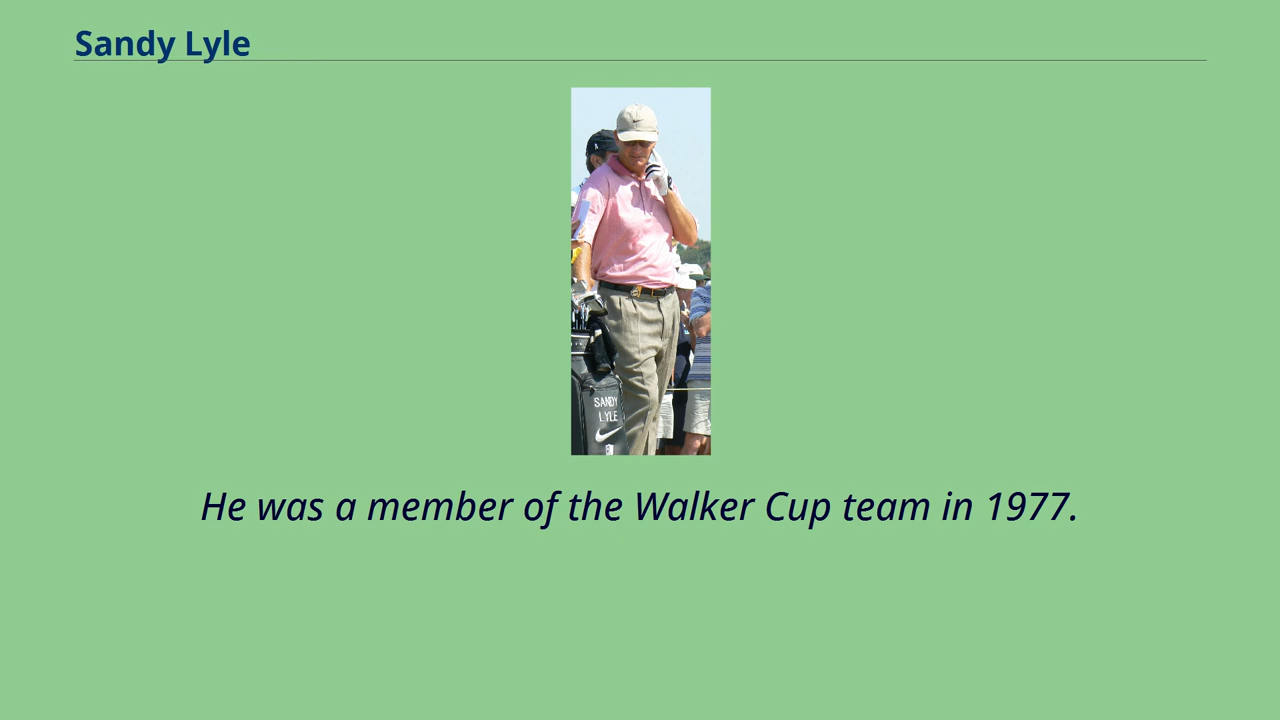 Sandy Lyle
SANDY
LYLE
He was a member of the Walker Cup team in 1977.